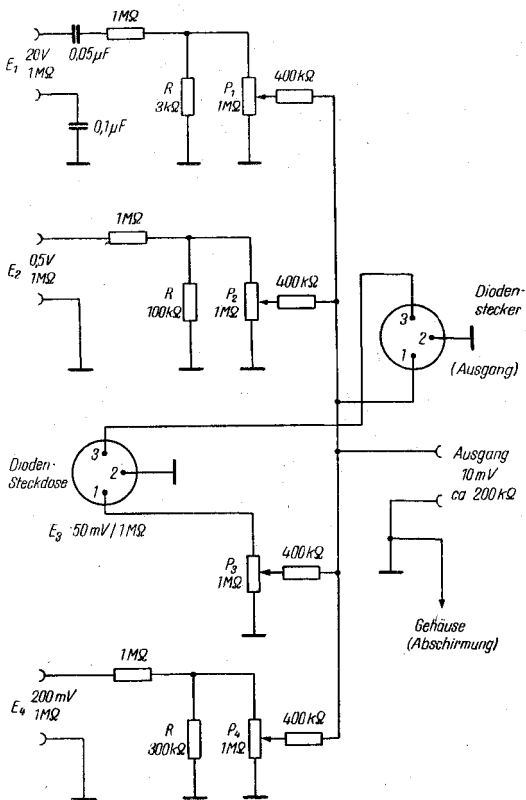 1MΩ
E₁ 20V
1MΩ
0,05µF
R
3kΩ
P₁
1MΩ
400kΩ
0,1µF
1MΩ
E₂ 0,5V
1MΩ
R
100kΩ
P₂
1MΩ
400kΩ
3
2
1
Dioden-
stecker
(Ausgang)
Dioden-
Steckdose
3
2
1
E₃ 50mV/1MΩ
Ausgang
10mV
ca 200kΩ
P₃
1MΩ
400kΩ
Gehäuse
(Abschirmung)
1MΩ
E₄ 200mV
1MΩ
R
300kΩ
P₄
1MΩ
400kΩ